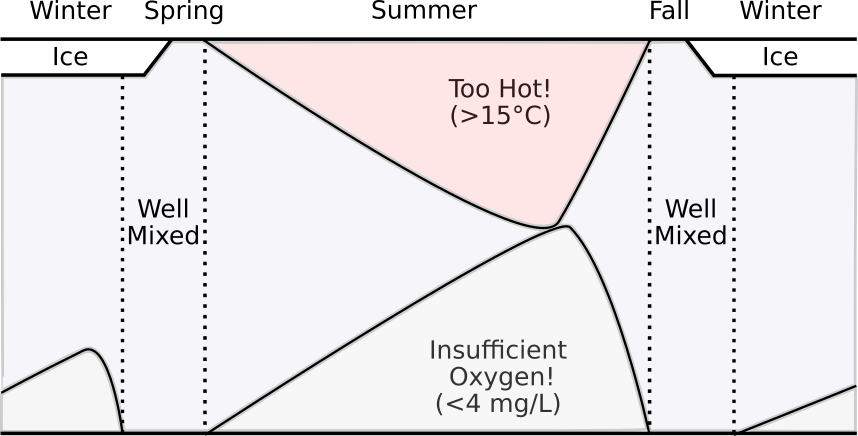 Winter
Spring
Summer
Fall
Winter
Ice
Ice
Too Hot!
(>15°C)
Well
Mixed
Well
Mixed
Insufficient
Oxygen!
(<4 mg/L)